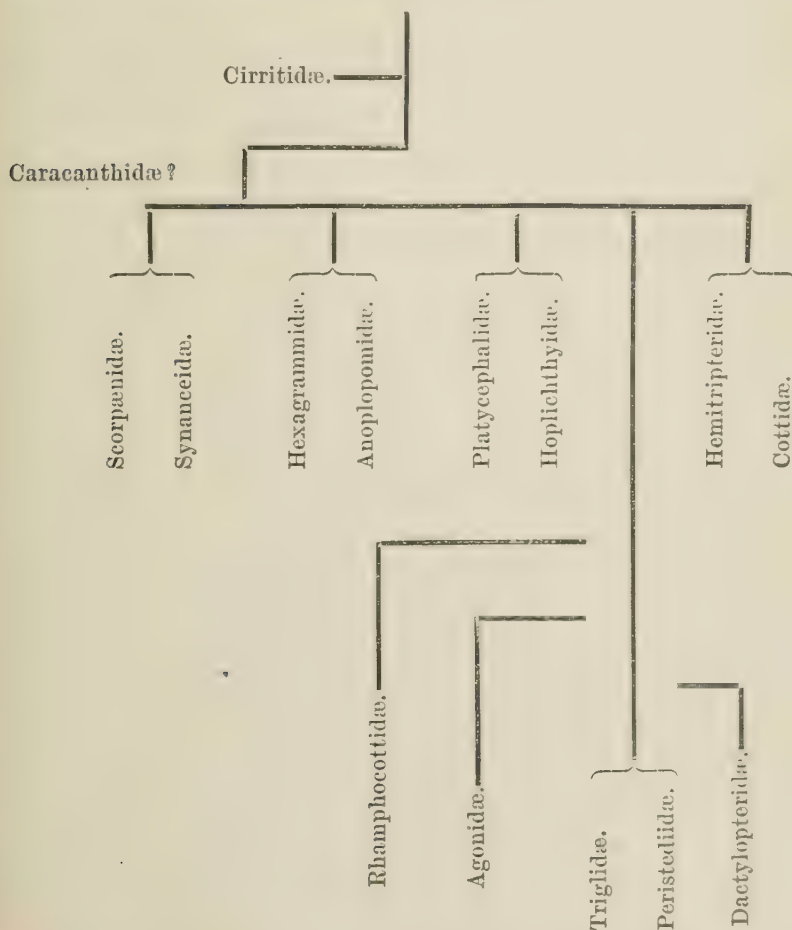 Cirritidæ.
Caracanthidæ?
Scorpænidæ.
Synanceidæ.
Hexagrammidæ.
Anoplopomidæ.
Platycephalidæ.
Hoplichthyidæ.
Hemitripteridæ.
Cottidæ.
Rhamphocottidæ.
Agonidæ.
Triglidæ.
Peristediidæ.
Dactylopteridæ.